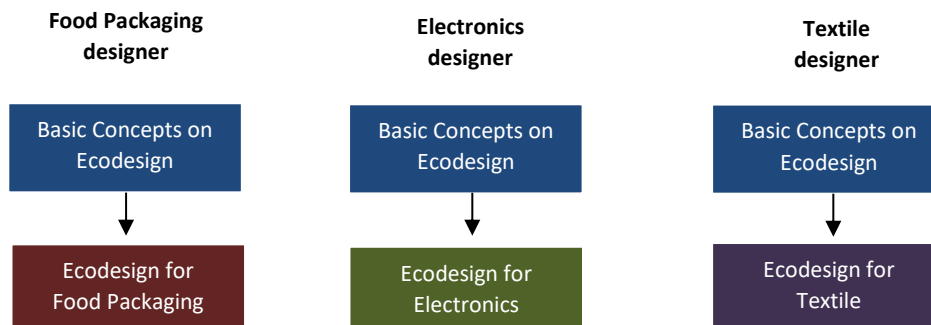 Food Packaging
designer
Electronics
designer
Textile
designer
Basic Concepts on
Ecodesign
Basic Concepts on
Ecodesign
Basic Concepts on
Ecodesign
Ecodesign for
Food Packaging
Ecodesign for
Electronics
Ecodesign for
Textile